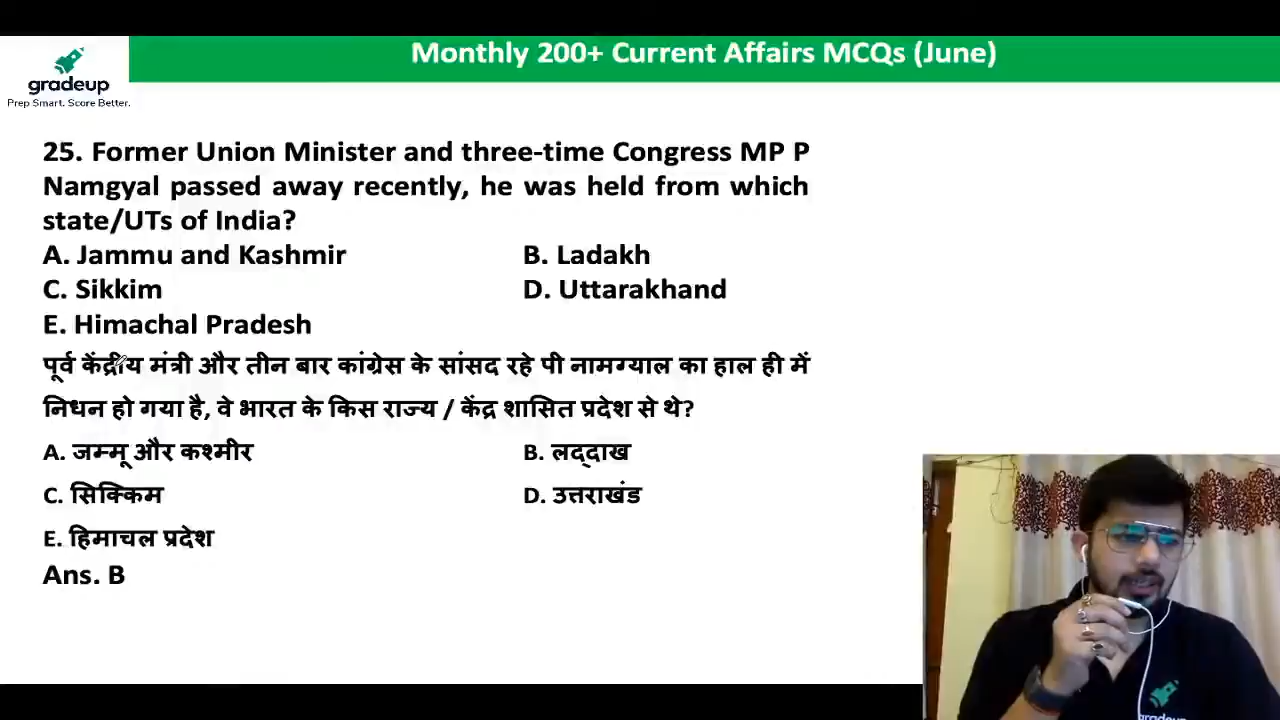 gradeup
Prep Smart. Score Better.
Monthly 200+ Current Affairs MCQs (June)
25. Former Union Minister and three-time Congress MP P
Namgyal passed away recently, he was held from which
state/UTs of India?
A. Jammu and Kashmir B. Ladakh
C. Sikkim D. Uttarakhand
E. Himachal Pradesh
पूर्व केंद्रीय मंत्री और तीन बार कांग्रेस के सांसद रहे पी नामग्याल का हाल ही में
निधन हो गया है, वे भारत के किस राज्य / केंद्र शासित प्रदेश से थे?
A. जम्मू और कश्मीर B. लद्दाख
C. सिक्किम D. उत्तराखंड
E. हिमाचल प्रदेश
Ans. B
gradeup